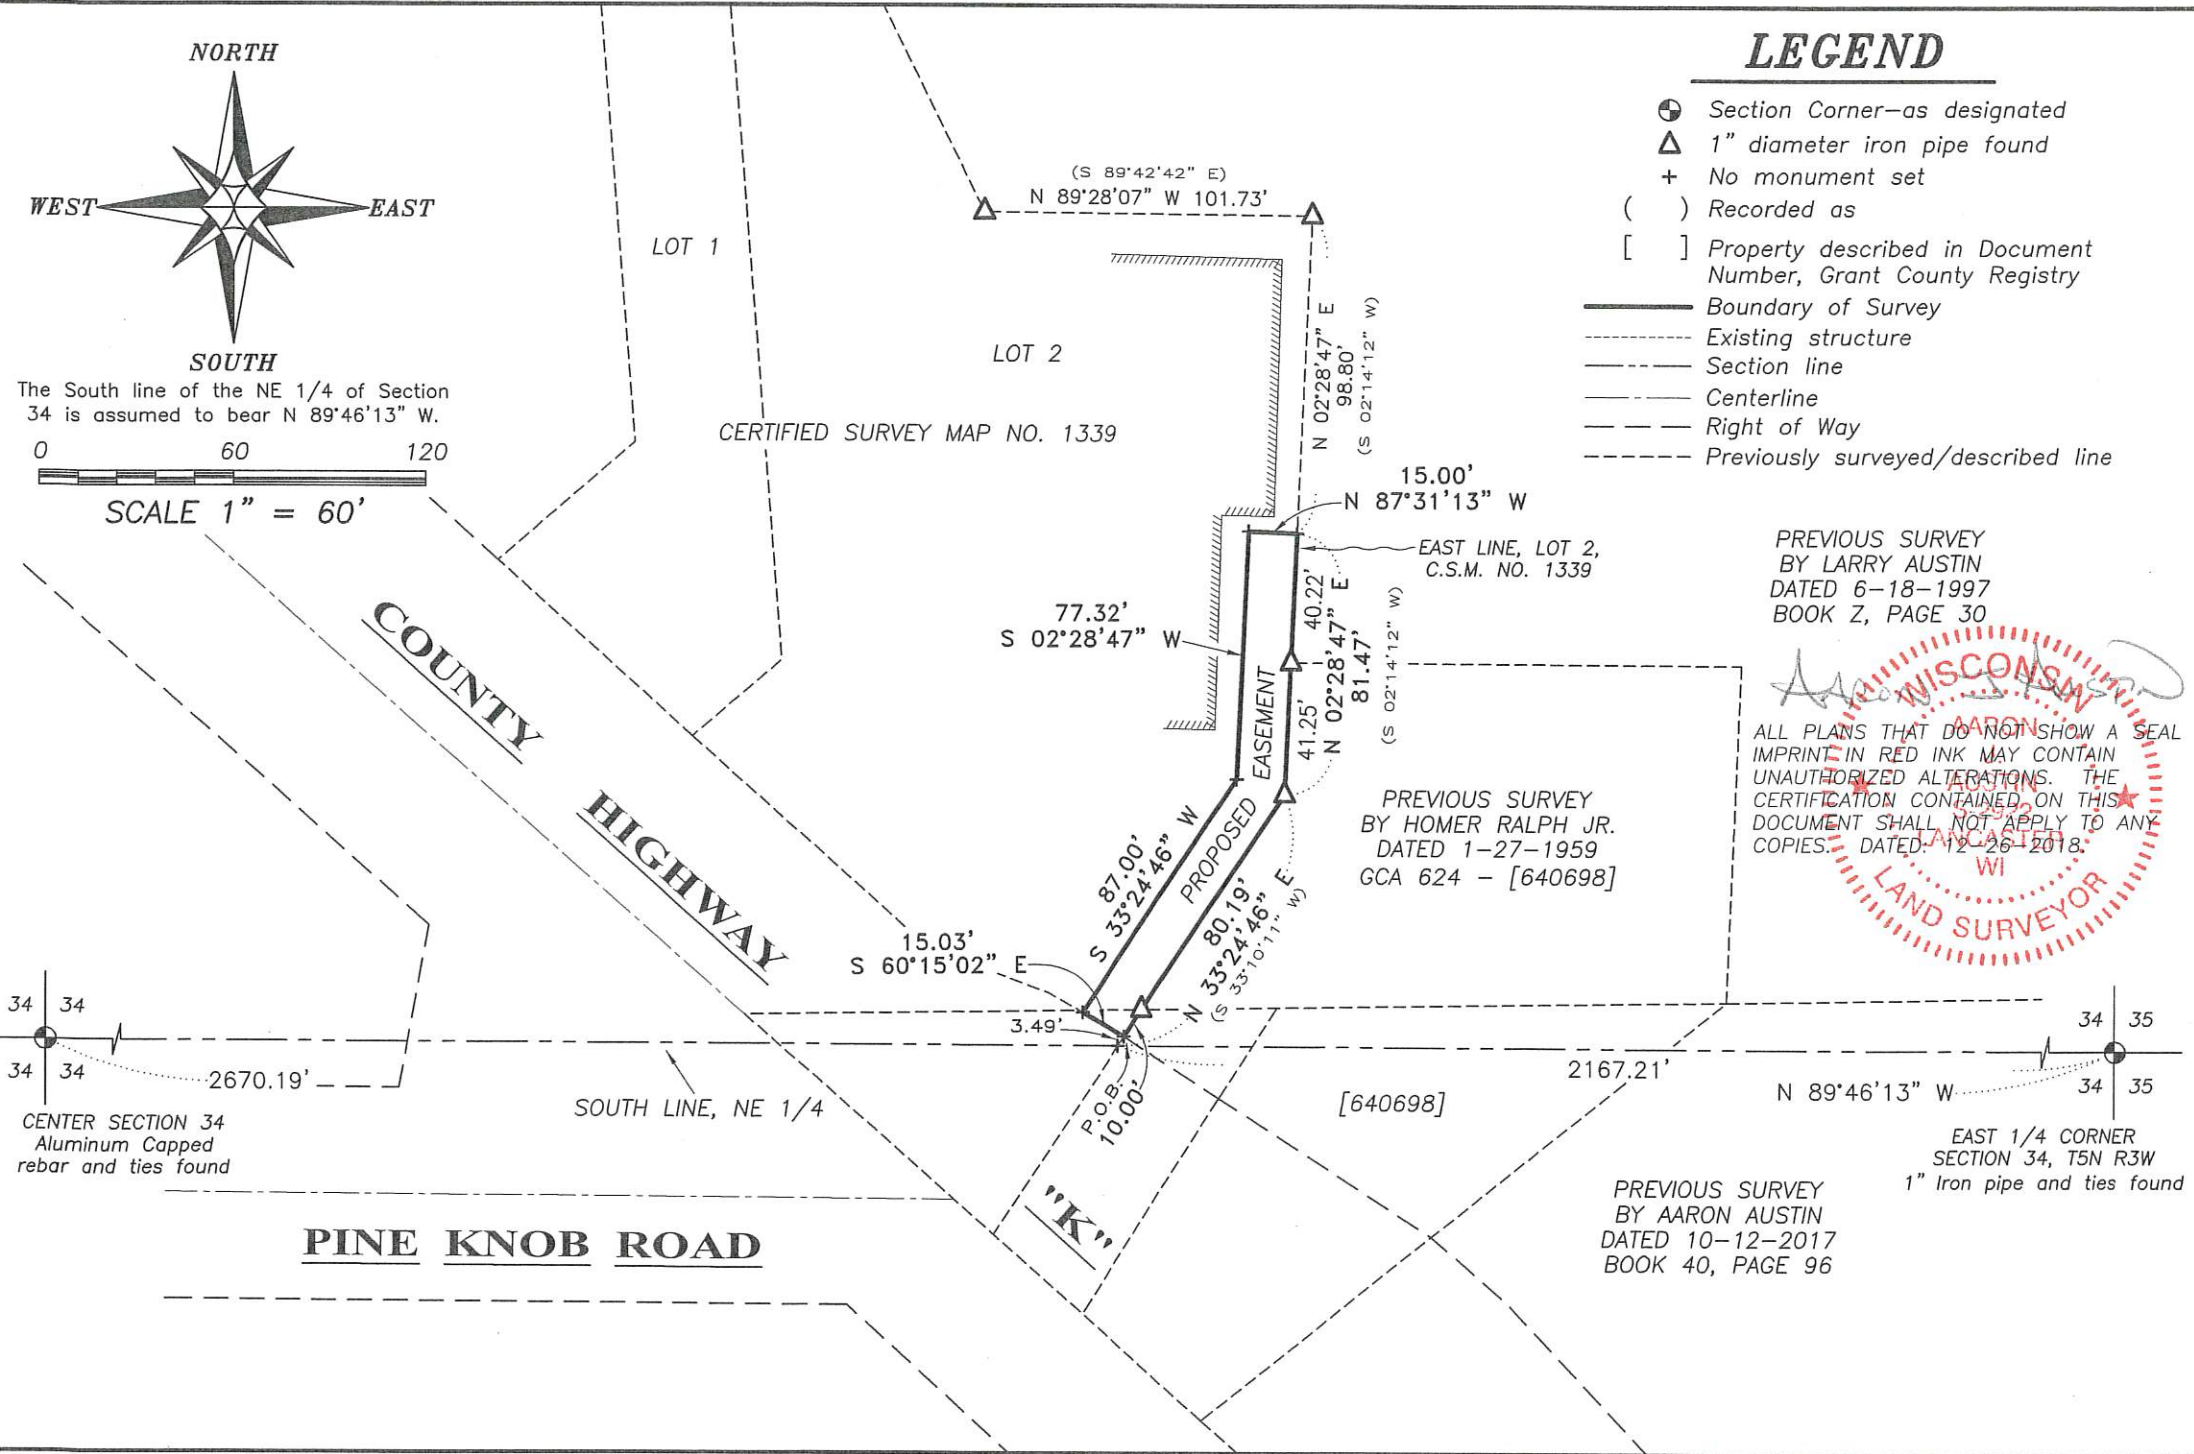 NORTH
WEST
EAST
SOUTH
The South line of the NE 1/4 of Section
34 is assumed to bear N 89°46'13" W.
0 60 120
SCALE 1" = 60'
LEGEND
Section Corner-as designated
1" diameter iron pipe found
+ No monument set
( ) Recorded as
[ ] Property described in Document
Number, Grant County Registry
Boundary of Survey
Existing structure
Section line
Centerline
Right of Way
Previously surveyed/described line
(S 89°42'42" E)
N 89°28'07" W 101.73'
LOT 1
LOT 2
CERTIFIED SURVEY MAP NO. 1339
N 02°28'47" E
98.80'
(S 02°14'12" W)
15.00'
N 87°31'13" W
EAST LINE, LOT 2,
C.S.M. NO. 1339
77.32'
S 02°28'47" W
40.22'
41.25'
N 02°28'47" E
81.47'
(S 02°14'12" W)
PROPOSED EASEMENT
87.00'
S 33°24'46" W
80.19'
N 33°24'46" E
(S 33°10'11" W)
15.03'
S 60°15'02" E
3.49'
P.O.B.
10.00'
COUNTY
HIGHWAY
"K"
PINE KNOB ROAD
PREVIOUS SURVEY
BY LARRY AUSTIN
DATED 6-18-1997
BOOK Z, PAGE 30
Aaron J Austin
ALL PLANS THAT DO NOT SHOW A SEAL
IMPRINT IN RED INK MAY CONTAIN
UNAUTHORIZED ALTERATIONS. THE
CERTIFICATION CONTAINED ON THIS
DOCUMENT SHALL NOT APPLY TO ANY
COPIES. DATED: 12-26-2018.
WISCONSIN
AARON
J.
AUSTIN
S-2922
LANCASTER
WI
LAND SURVEYOR
PREVIOUS SURVEY
BY HOMER RALPH JR.
DATED 1-27-1959
GCA 624 - [640698]
34 34
34 34
2670.19'
CENTER SECTION 34
Aluminum Capped
rebar and ties found
SOUTH LINE, NE 1/4
2167.21'
[640698]
N 89°46'13" W
34 35
34 35
EAST 1/4 CORNER
SECTION 34, T5N R3W
1" Iron pipe and ties found
PREVIOUS SURVEY
BY AARON AUSTIN
DATED 10-12-2017
BOOK 40, PAGE 96